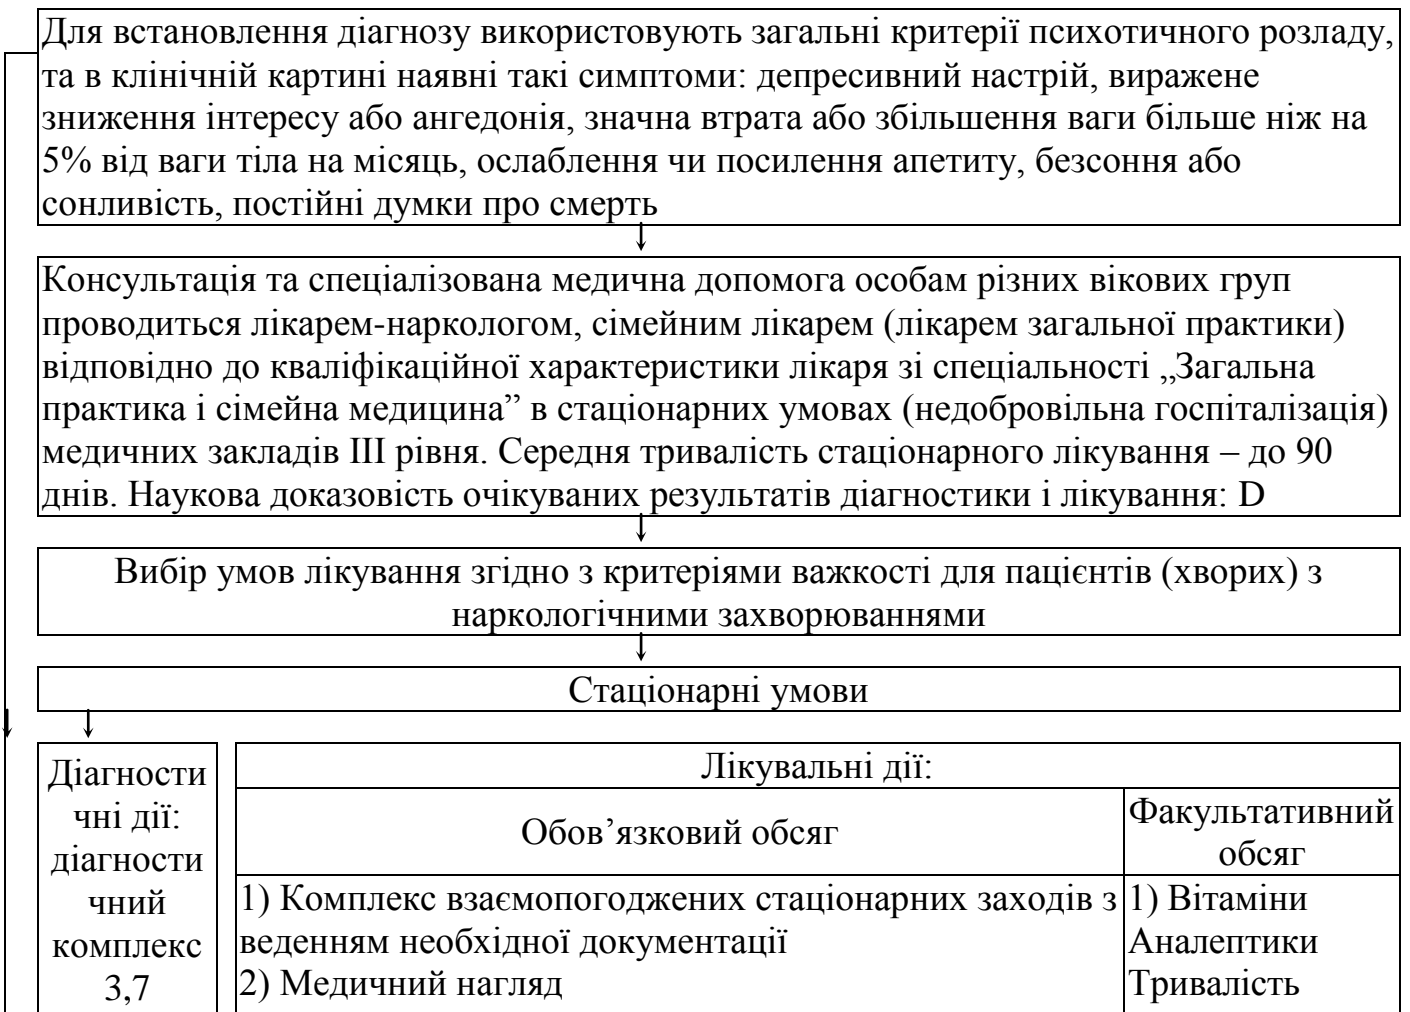 Для встановлення діагнозу використовують загальні критерії психотичного розладу,
та в клінічній картині наявні такі симптоми: депресивний настрій, виражене
зниження інтересу або ангедонія, значна втрата або збільшення ваги більше ніж на
5% від ваги тіла на місяць, ослаблення чи посилення апетиту, безсоння або
сонливість, постійні думки про смерть
Консультація та спеціалізована медична допомога особам різних вікових груп
проводиться лікарем-наркологом, сімейним лікарем (лікарем загальної практики)
відповідно до кваліфікаційної характеристики лікаря зі спеціальності „Загальна
практика і сімейна медицина” в стаціонарних умовах (недобровільна госпіталізація)
медичних закладів III рівня. Середня тривалість стаціонарного лікування – до 90
днів. Наукова доказовість очікуваних результатів діагностики і лікування: D
Вибір умов лікування згідно з критеріями важкості для пацієнтів (хворих) з
наркологічними захворюваннями
Стаціонарні умови
Діагности
чні дії:
діагности
чний
комплекс
3,7
Лікувальні дії:
Обов’язковий обсяг
Факультативний
обсяг
1) Комплекс взаємопогоджених стаціонарних заходів з
веденням необхідної документації
2) Медичний нагляд
1) Вітаміни
Аналептики
Тривалість